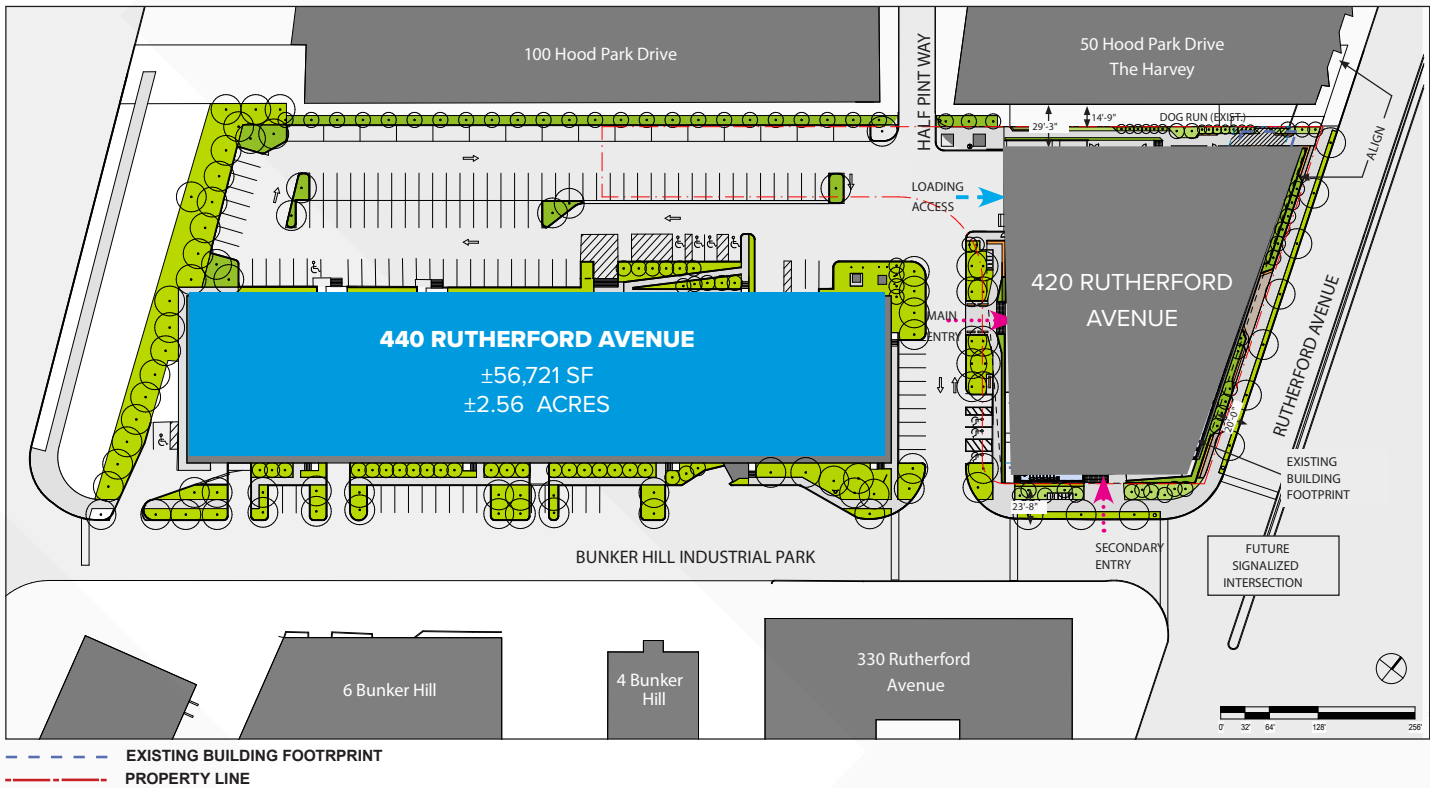 100 Hood Park Drive
HALF PINT WAY
50 Hood Park Drive
The Harvey
29'-3"
14'-9"
DOG RUN (EXIST.)
ALIGN
LOADING
ACCESS
420 RUTHERFORD
AVENUE
MAIN
ENTRY
440 RUTHERFORD AVENUE
±56,721 SF
±2.56 ACRES
RUTHERFORD AVENUE
20'-0"
EXISTING
BUILDING
FOOTPRINT
23'-8"
SECONDARY
ENTRY
FUTURE
SIGNALIZED
INTERSECTION
BUNKER HILL INDUSTRIAL PARK
6 Bunker Hill
4 Bunker
Hill
330 Rutherford
Avenue
0' 32' 64' 128' 256'
EXISTING BUILDING FOOTRPRINT
PROPERTY LINE